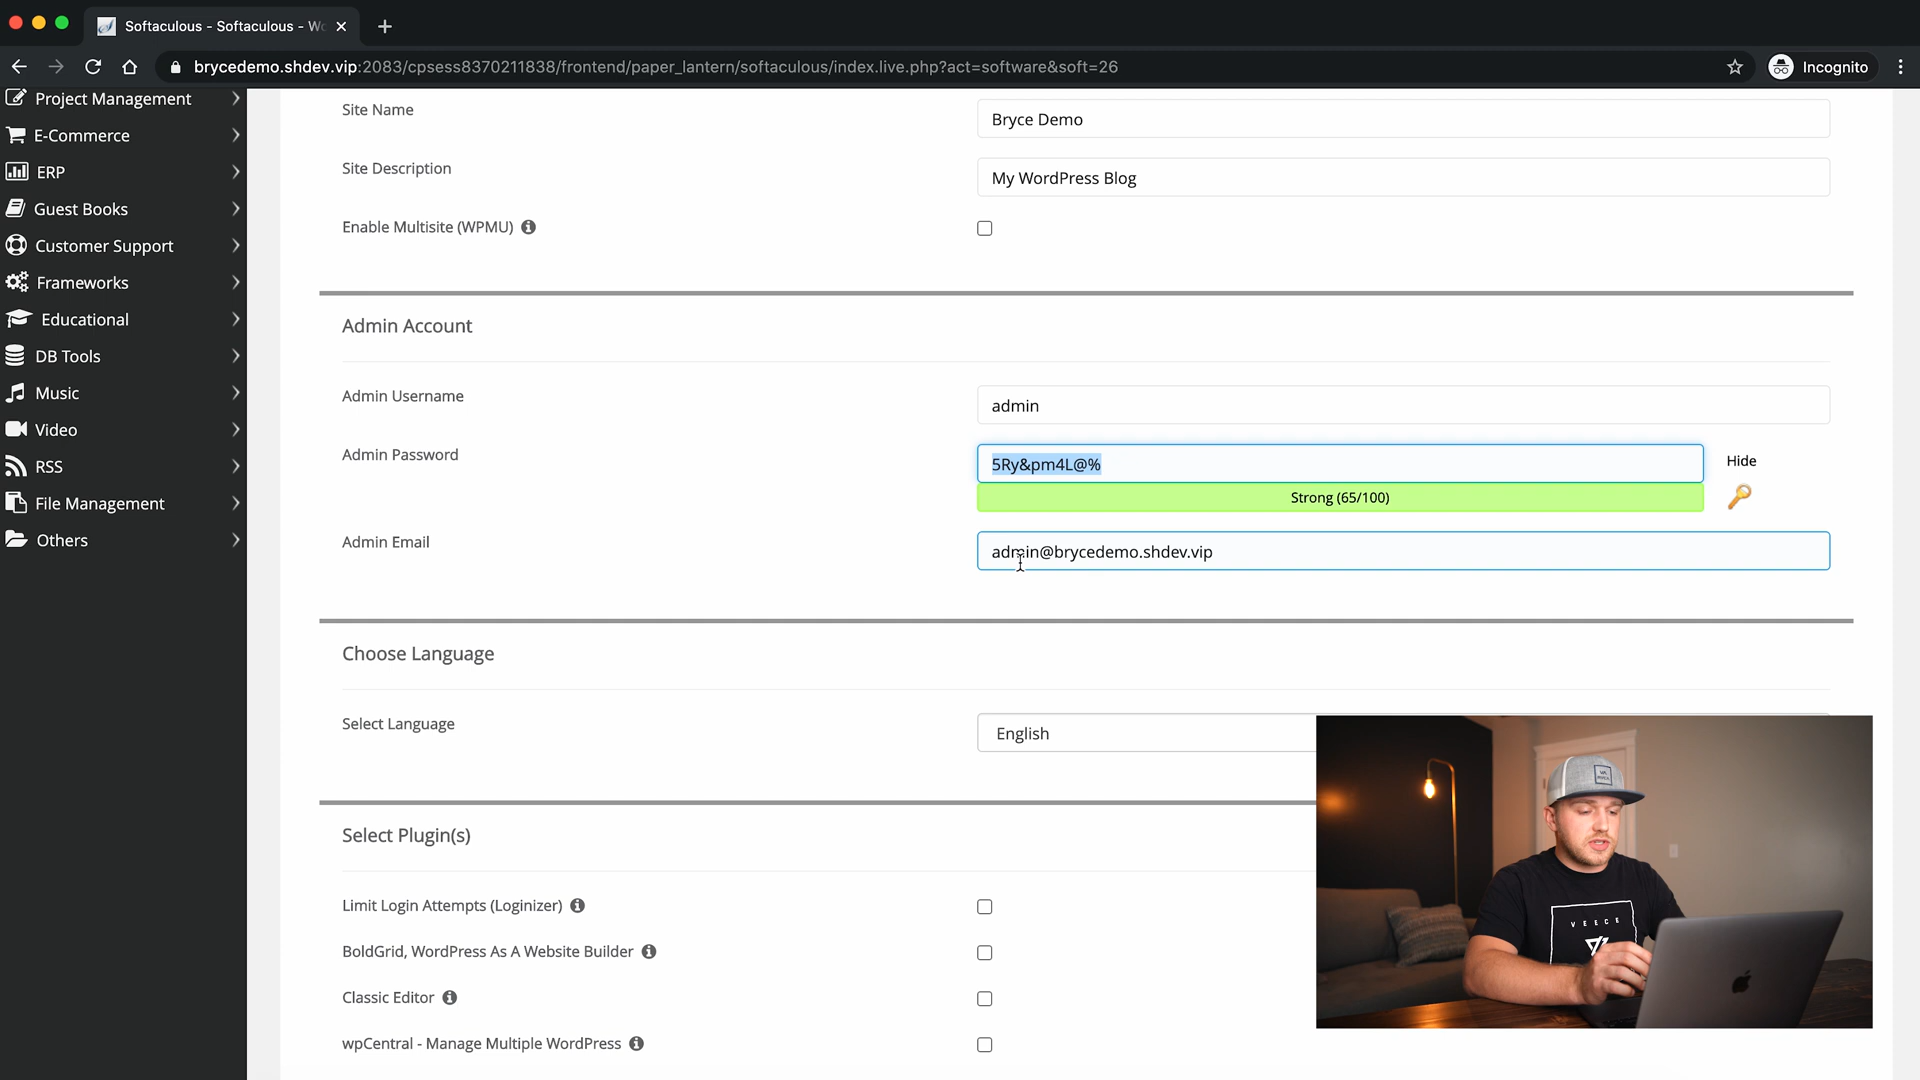 Softaculous - Softaculous - Wo
brycedemo.shdev.vip:2083/cpsess8370211838/frontend/paper_lantern/softaculous/index.live.php?act=software&soft=26
Incognito
Project Management
E-Commerce
ERP
Guest Books
Customer Support
Frameworks
Educational
DB Tools
Music
Video
RSS
File Management
Others
Site Name
Bryce Demo
Site Description
My WordPress Blog
Enable Multisite (WPMU)
Admin Account
Admin Username
admin
Admin Password
5Ry&pm4L@%
Hide
Strong (65/100)
Admin Email
admin@brycedemo.shdev.vip
Choose Language
Select Language
English
Select Plugin(s)
Limit Login Attempts (Loginizer)
BoldGrid, WordPress As A Website Builder
Classic Editor
wpCentral - Manage Multiple WordPress
VEECE